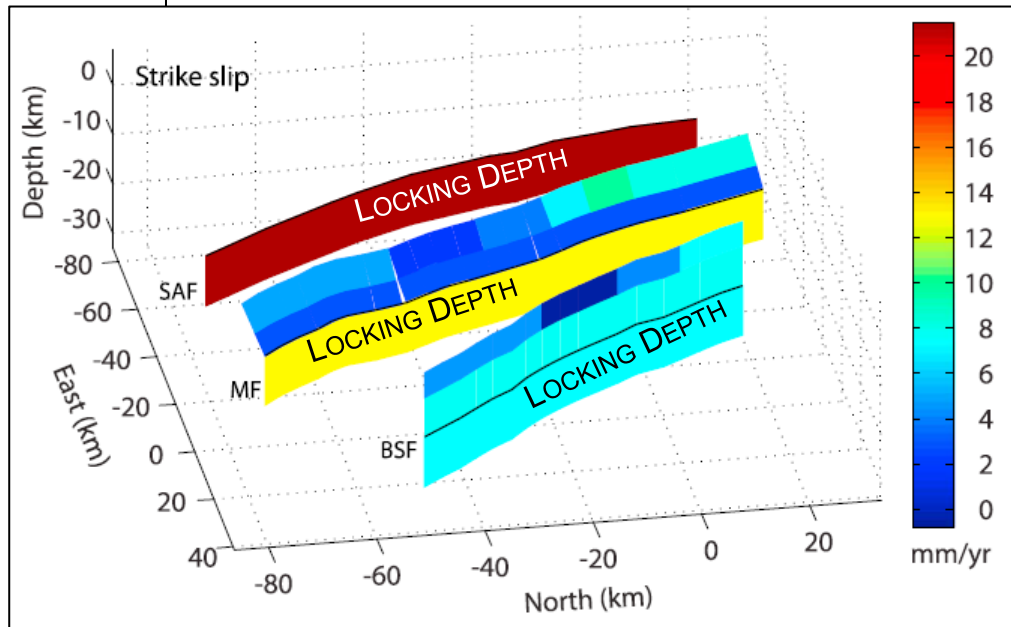 Strike slip
0
-10
-20
-30
Depth (km)
-80
-60
-40
-20
0
20
40
East (km)
-80
-60
-40
-20
0
20
North (km)
SAF
LOCKING DEPTH
MF
LOCKING DEPTH
BSF
LOCKING DEPTH
20
18
16
14
12
10
8
6
4
2
0
mm/yr